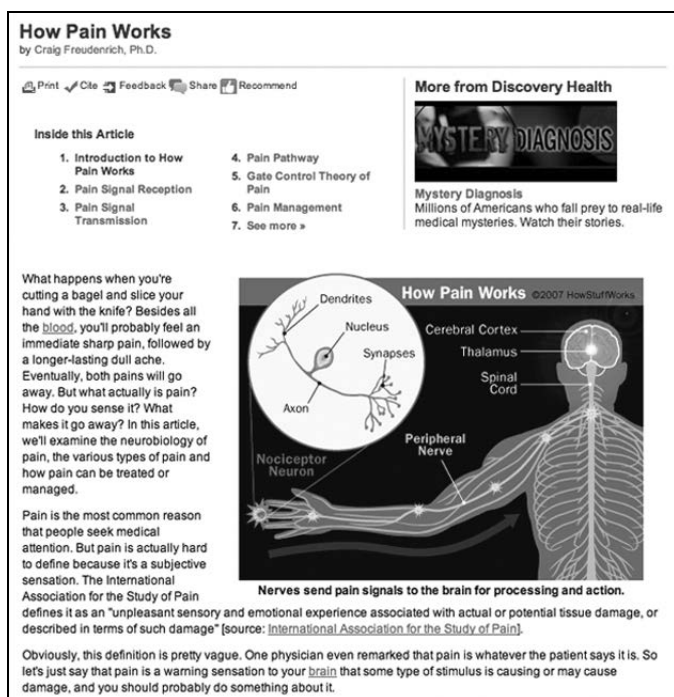 How Pain Works
by Craig Freudenrich, Ph.D.
Print Cite Feedback Share Recommend
Inside this Article
1. Introduction to How
Pain Works
2. Pain Signal Reception
3. Pain Signal
Transmission
4. Pain Pathway
5. Gate Control Theory of
Pain
6. Pain Management
7. See more »
More from Discovery Health
MYSTERY DIAGNOSIS
Mystery Diagnosis
Millions of Americans who fall prey to real-life
medical mysteries. Watch their stories.
What happens when you're
cutting a bagel and slice your
hand with the knife? Besides all
the blood, you'll probably feel an
immediate sharp pain, followed by
a longer-lasting dull ache.
Eventually, both pains will go
away. But what actually is pain?
How do you sense it? What
makes it go away? In this article,
we'll examine the neurobiology of
pain, the various types of pain and
how pain can be treated or
managed.
How Pain Works ©2007 HowStuffWorks
Dendrites
Nucleus
Synapses
Axon
Nociceptor
Neuron
Cerebral Cortex
Thalamus
Spinal
Cord
Peripheral
Nerve
Nerves send pain signals to the brain for processing and action.
Pain is the most common reason
that people seek medical
attention. But pain is actually hard
to define because it's a subjective
sensation. The International
Association for the Study of Pain
defines it as an "unpleasant sensory and emotional experience associated with actual or potential tissue damage, or
described in terms of such damage" [source: International Association for the Study of Pain].
Obviously, this definition is pretty vague. One physician even remarked that pain is whatever the patient says it is. So
let's just say that pain is a warning sensation to your brain that some type of stimulus is causing or may cause
damage, and you should probably do something about it.